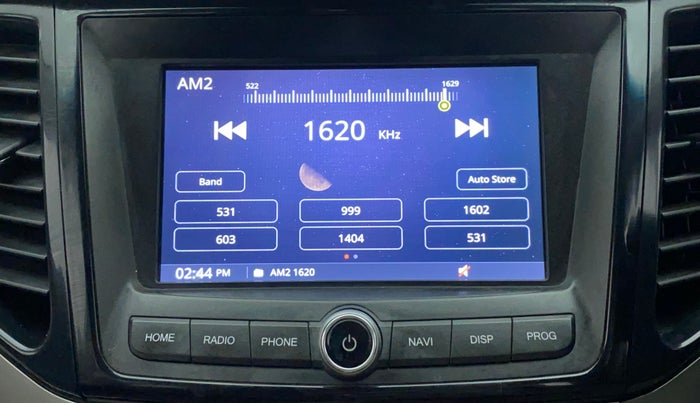 AM2
522
1629
1620 KHz
Band
Auto Store
531
999
1602
603
1404
531
02:44 PM
AM2 1620
HOME
RADIO
PHONE
NAVI
DISP
PROG